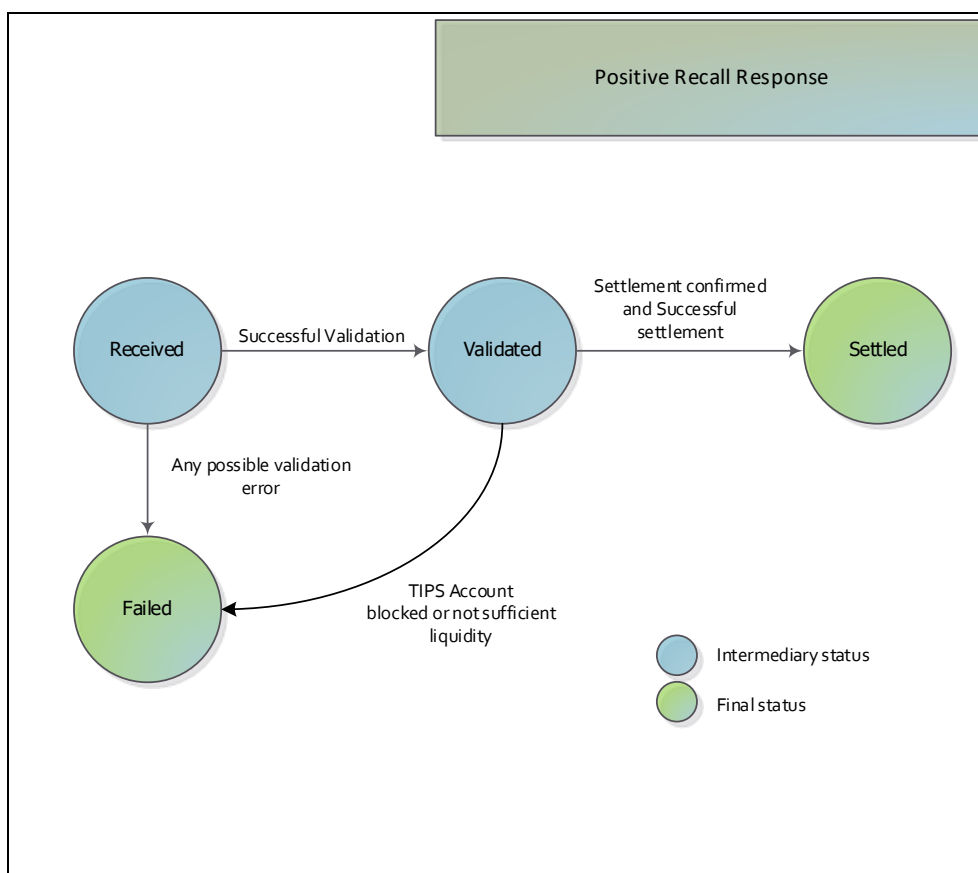 Positive Recall Response
Settlement confirmed
and Successful
settlement
Received
Successful Validation
Validated
Settled
Any possible validation
error
Failed
TIPS Account
blocked or not sufficient
liquidity
Intermediary status
Final status